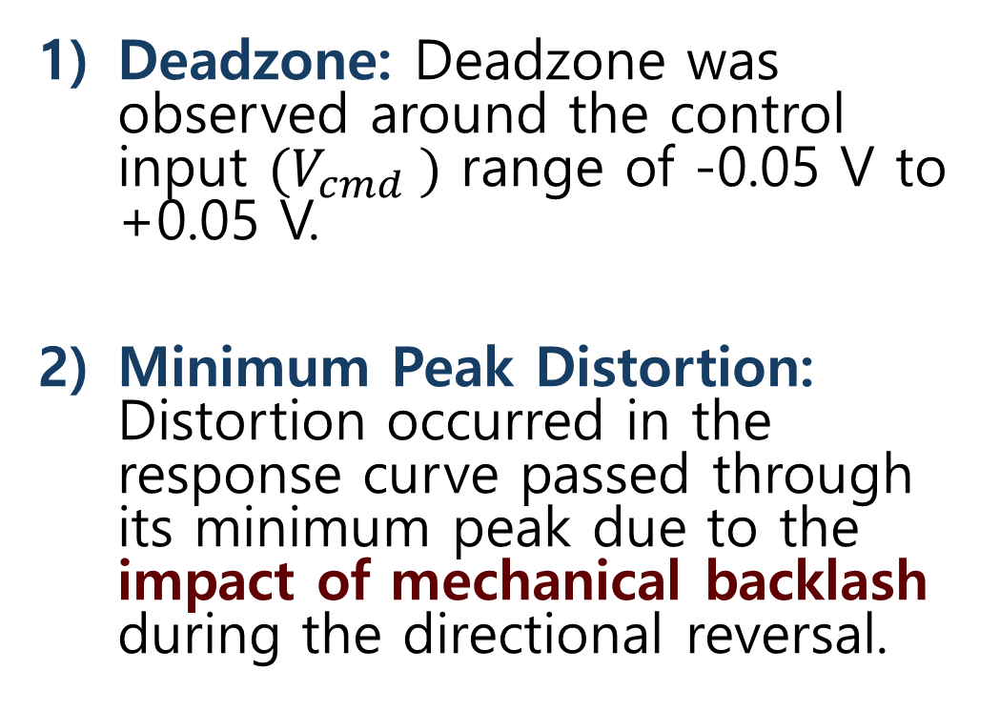 1) Deadzone: Deadzone was
observed around the control
input (V_cmd ) range of -0.05 V to
+0.05 V.
2) Minimum Peak Distortion:
Distortion occurred in the
response curve passed through
its minimum peak due to the
impact of mechanical backlash
during the directional reversal.